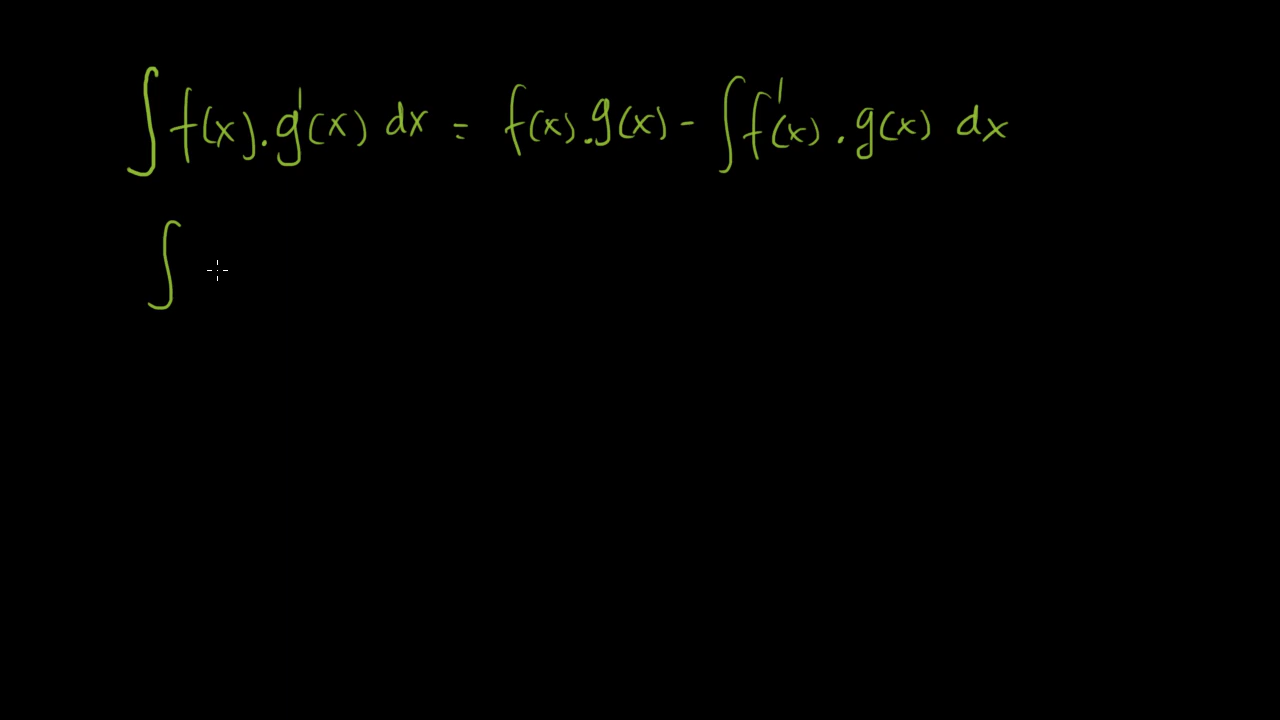 ∫ f(x).g'(x) dx = f(x).g(x) - ∫ f'(x).g(x) dx
∫